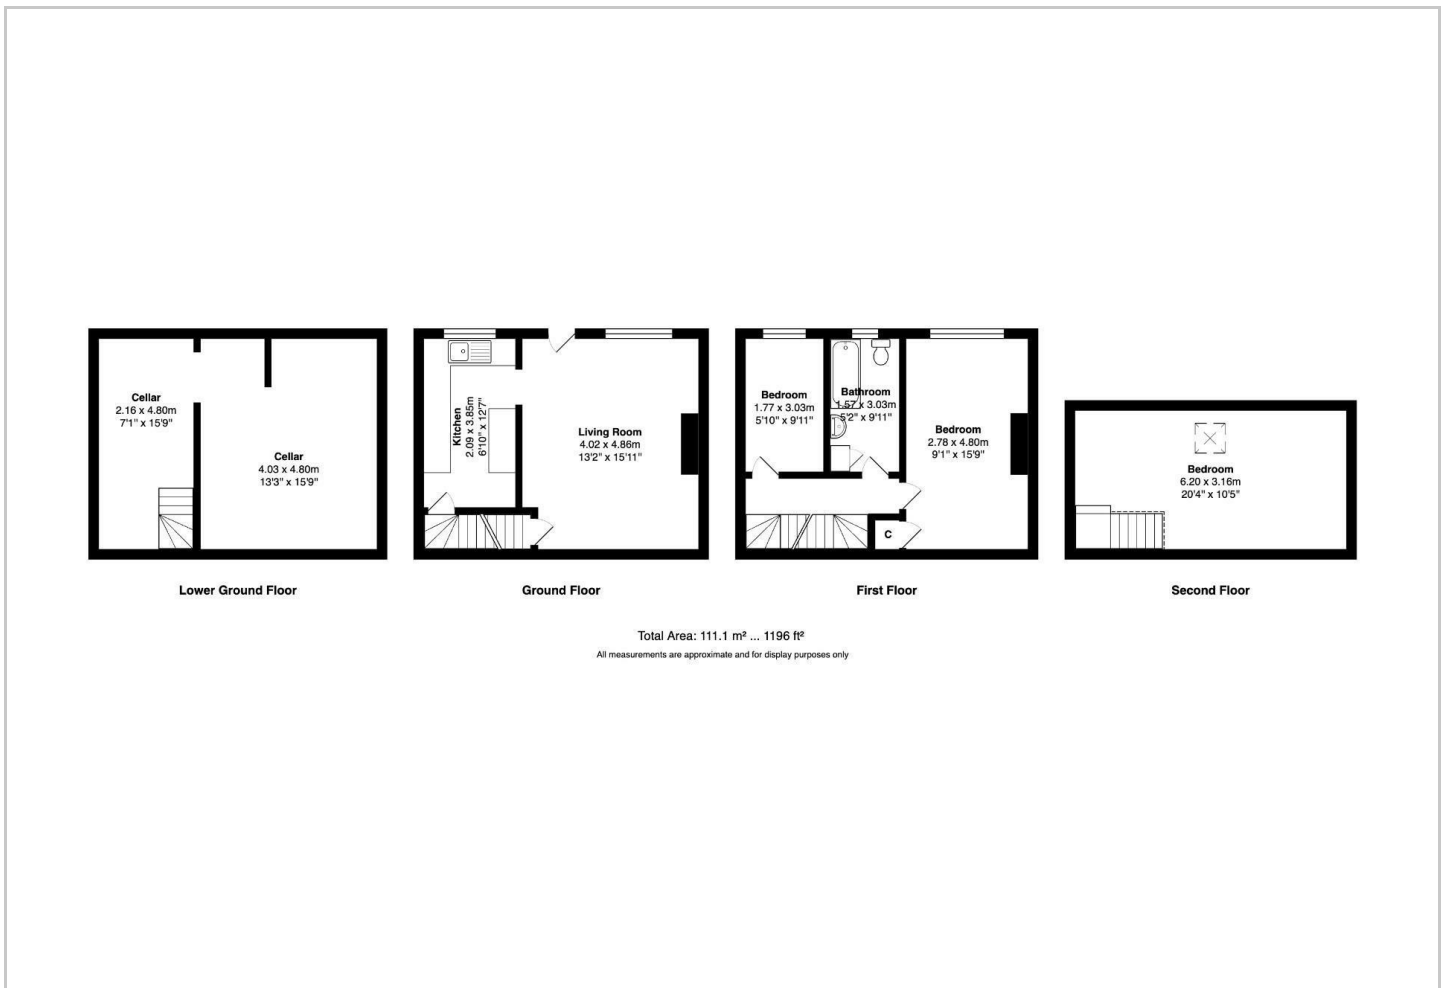 Cellar
2.16 x 4.80m
7'1" x 15'9"
Cellar
4.03 x 4.80m
13'3" x 15'9"
Lower Ground Floor
Kitchen
2.09 x 3.85m
6'10" x 12'7"
Living Room
4.02 x 4.86m
13'2" x 15'11"
Ground Floor
Bedroom
1.77 x 3.03m
5'10" x 9'11"
Bathroom
1.57 x 3.03m
5'2" x 9'11"
Bedroom
2.78 x 4.80m
9'1" x 15'9"
C
First Floor
Bedroom
6.20 x 3.16m
20'4" x 10'5"
Second Floor
Total Area: 111.1 m² ... 1196 ft²
All measurements are approximate and for display purposes only